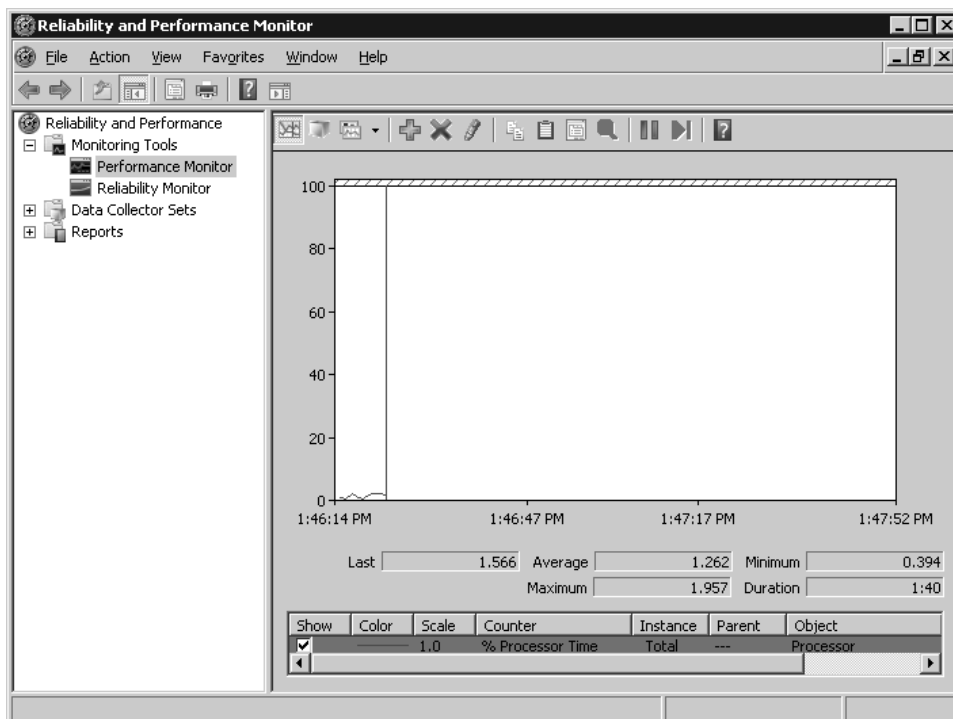 Reliability and Performance Monitor
File Action View Favorites Window Help
Reliability and Performance
Monitoring Tools
Performance Monitor
Reliability Monitor
Data Collector Sets
Reports
100
80
60
40
20
0
1:46:14 PM 1:46:47 PM 1:47:17 PM 1:47:52 PM
Last 1.566 Average 1.262 Minimum 0.394
Maximum 1.957 Duration 1:40
Show Color Scale Counter Instance Parent Object
1.0 % Processor Time Total --- Processor